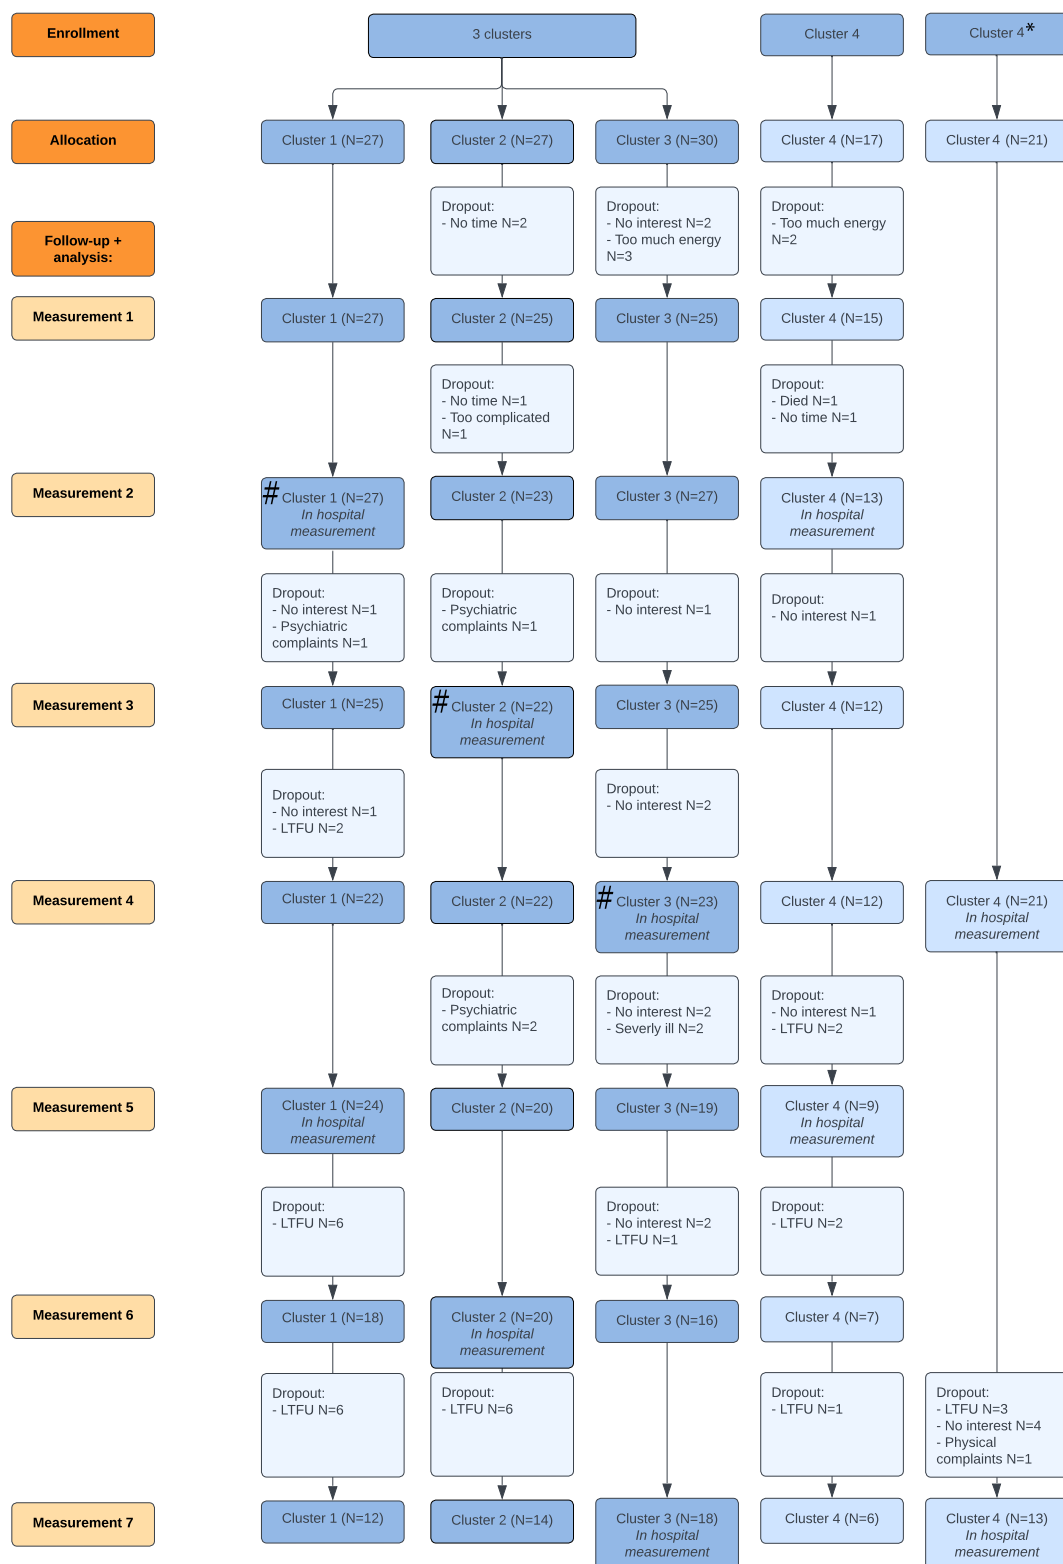 Enrollment
3 clusters
Cluster 4
Cluster 4*
Allocation
Cluster 1 (N=27)
Cluster 2 (N=27)
Cluster 3 (N=30)
Cluster 4 (N=17)
Cluster 4 (N=21)
Follow-up +
analysis:
Dropout:
- No time N=2
Dropout:
- No interest N=2
- Too much energy
N=3
Dropout:
- Too much energy
N=2
Measurement 1
Cluster 1 (N=27)
Cluster 2 (N=25)
Cluster 3 (N=25)
Cluster 4 (N=15)
Dropout:
- No time N=1
- Too complicated
N=1
Dropout:
- Died N=1
- No time N=1
Measurement 2
# Cluster 1 (N=27)
In hospital
measurement
Cluster 2 (N=23)
Cluster 3 (N=27)
Cluster 4 (N=13)
In hospital
measurement
Dropout:
- No interest N=1
- Psychiatric
complaints N=1
Dropout:
- Psychiatric
complaints N=1
Dropout:
- No interest N=1
Dropout:
- No interest N=1
Measurement 3
Cluster 1 (N=25)
# Cluster 2 (N=22)
In hospital
measurement
Cluster 3 (N=25)
Cluster 4 (N=12)
Dropout:
- No interest N=1
- LTFU N=2
Dropout:
- No interest N=2
Measurement 4
Cluster 1 (N=22)
Cluster 2 (N=22)
# Cluster 3 (N=23)
In hospital
measurement
Cluster 4 (N=12)
Cluster 4 (N=21)
In hospital
measurement
Dropout:
- Psychiatric
complaints N=2
Dropout:
- No interest N=2
- Severly ill N=2
Dropout:
- No interest N=1
- LTFU N=2
Measurement 5
Cluster 1 (N=24)
In hospital
measurement
Cluster 2 (N=20)
Cluster 3 (N=19)
Cluster 4 (N=9)
In hospital
measurement
Dropout:
- LTFU N=6
Dropout:
- No interest N=2
- LTFU N=1
Dropout:
- LTFU N=2
Measurement 6
Cluster 1 (N=18)
Cluster 2 (N=20)
In hospital
measurement
Cluster 3 (N=16)
Cluster 4 (N=7)
Dropout:
- LTFU N=6
Dropout:
- LTFU N=6
Dropout:
- LTFU N=1
Dropout:
- LTFU N=3
- No interest N=4
- Physical
complaints N=1
Measurement 7
Cluster 1 (N=12)
Cluster 2 (N=14)
Cluster 3 (N=18)
In hospital
measurement
Cluster 4 (N=6)
Cluster 4 (N=13)
In hospital
measurement